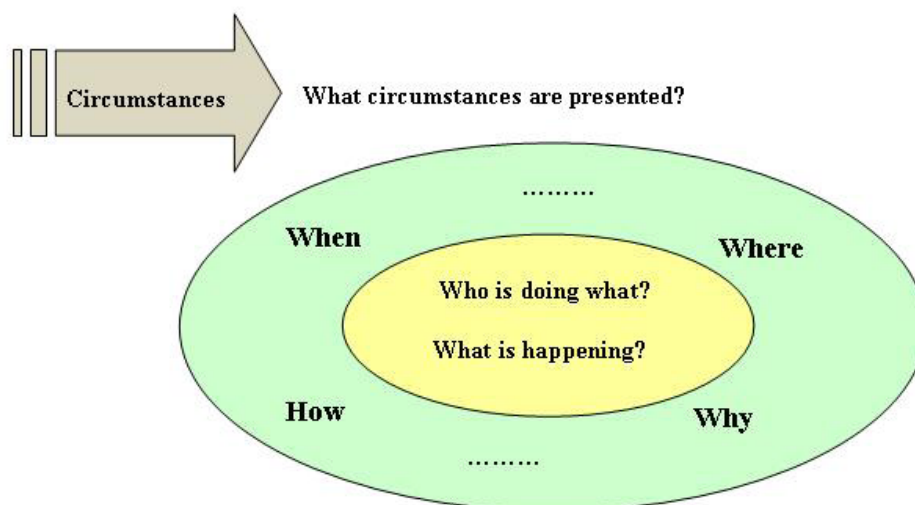 Circumstances
What circumstances are presented?
………
When
Where
Who is doing what?
What is happening?
How
Why
………